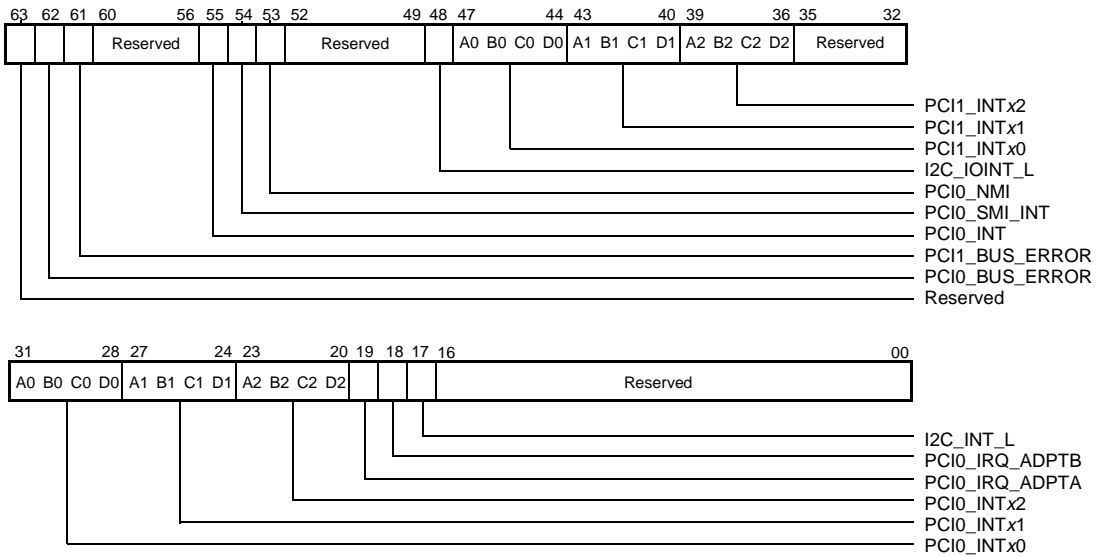 63 62 61 60 56 55 54 53 52 49 48 47 44 43 40 39 36 35 32
Reserved Reserved A0 B0 C0 D0 A1 B1 C1 D1 A2 B2 C2 D2 Reserved
PCI1_INTx2
PCI1_INTx1
PCI1_INTx0
I2C_IOINT_L
PCI0_NMI
PCI0_SMI_INT
PCI0_INT
PCI1_BUS_ERROR
PCI0_BUS_ERROR
Reserved
31 28 27 24 23 20 19 18 17 16 00
A0 B0 C0 D0 A1 B1 C1 D1 A2 B2 C2 D2 Reserved
I2C_INT_L
PCI0_IRQ_ADPTB
PCI0_IRQ_ADPTA
PCI0_INTx2
PCI0_INTx1
PCI0_INTx0